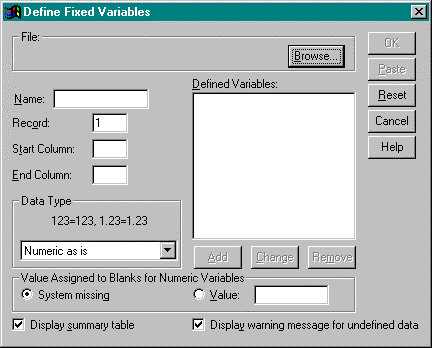 Define Fixed Variables
File:
Browse...
OK
Paste
Reset
Cancel
Help
Name:
Record: 1
Start Column:
End Column:
Defined Variables:
Data Type
123=123, 1.23=1.23
Numeric as is
Add Change Remove
Value Assigned to Blanks for Numeric Variables
System missing Value:
Display summary table Display warning message for undefined data